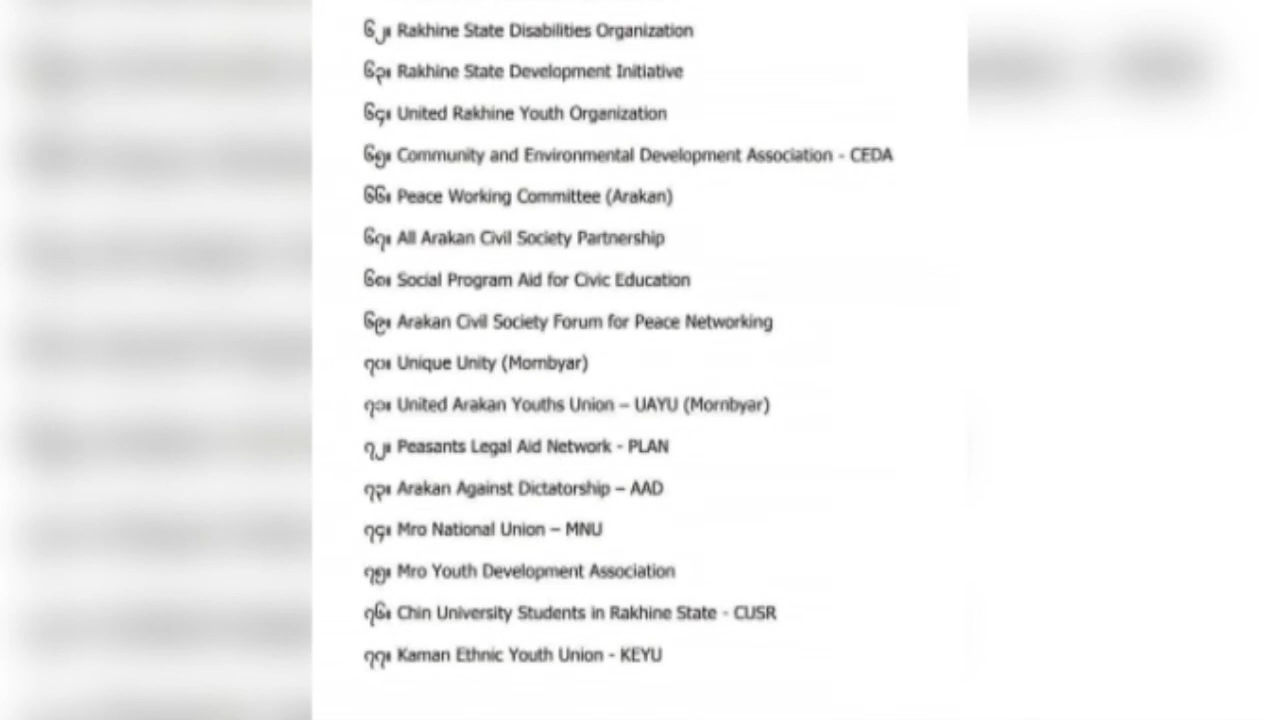 ၆၂။ Rakhine State Disabilities Organization
၆၃။ Rakhine State Development Initiative
၆၄။ United Rakhine Youth Organization
၆၅။ Community and Environmental Development Association - CEDA
၆၆။ Peace Working Committee (Arakan)
၆၇။ All Arakan Civil Society Partnership
၆၈။ Social Program Aid for Civic Education
၆၉။ Arakan Civil Society Forum for Peace Networking
၇၀။ Unique Unity (Mornbyar)
၇၁။ United Arakan Youths Union – UAYU (Mornbyar)
၇၂။ Peasants Legal Aid Network - PLAN
၇၃။ Arakan Against Dictatorship – AAD
၇၄။ Mro National Union – MNU
၇၅။ Mro Youth Development Association
၇၆။ Chin University Students in Rakhine State - CUSR
၇၇။ Kaman Ethnic Youth Union - KEYU